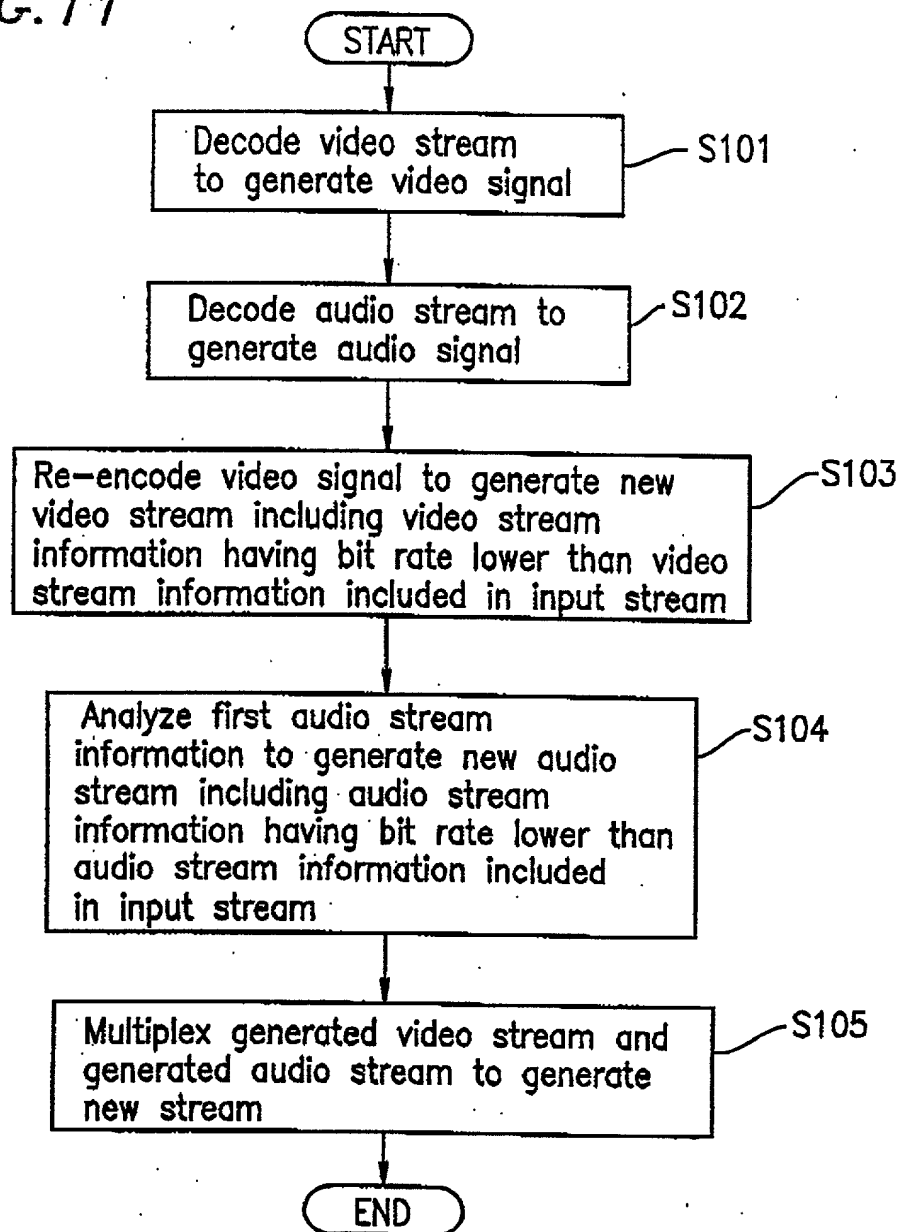 START
Decode video stream
to generate video signal
S101
Decode audio stream to
generate audio signal
S102
Re-encode video signal to generate new
video stream including video stream
information having bit rate lower than video
stream information included in input stream
S103
Analyze first audio stream
information to generate new audio
stream including audio stream
information having bit rate lower than
audio stream information included
in input stream
S104
Multiplex generated video stream and
generated audio stream to generate
new stream
S105
END